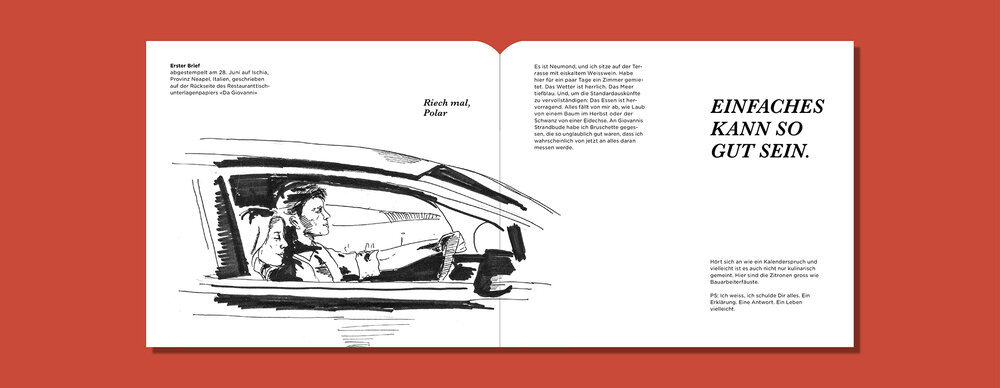 Erster Brief
abgestempelt am 28. Juni auf Ischia,
Provinz Neapel, Italien, geschrieben
auf der Rückseite des Restauranttisch-
unterlagenpapiers «Da Giovanni»
Riech mal,
Polar
Es ist Neumond, und ich sitze auf der Ter-
rasse mit eiskaltem Weisswein. Habe
hier für ein paar Tage ein Zimmer gemie-
tet. Das Wetter ist herrlich. Das Meer
tiefblau. Und, um die Standardauskünfte
zu vervollständigen: Das Essen ist her-
vorragend. Alles fällt von mir ab, wie Laub
von einem Baum im Herbst oder der
Schwanz von einer Eidechse. An Giovannis
Strandbude habe ich Bruschette geges-
sen, die so unglaublich gut waren, dass ich
wahrscheinlich von jetzt an alles daran
messen werde.
EINFACHES
KANN SO
GUT SEIN.
Hört sich an wie ein Kalenderspruch und
vielleicht ist es auch nicht nur kulinarisch
gemeint. Hier sind die Zitronen gross wie
Bauarbeiterfäuste.
PS: Ich weiss, ich schulde Dir alles. Ein
Erklärung. Eine Antwort. Ein Leben
vielleicht.